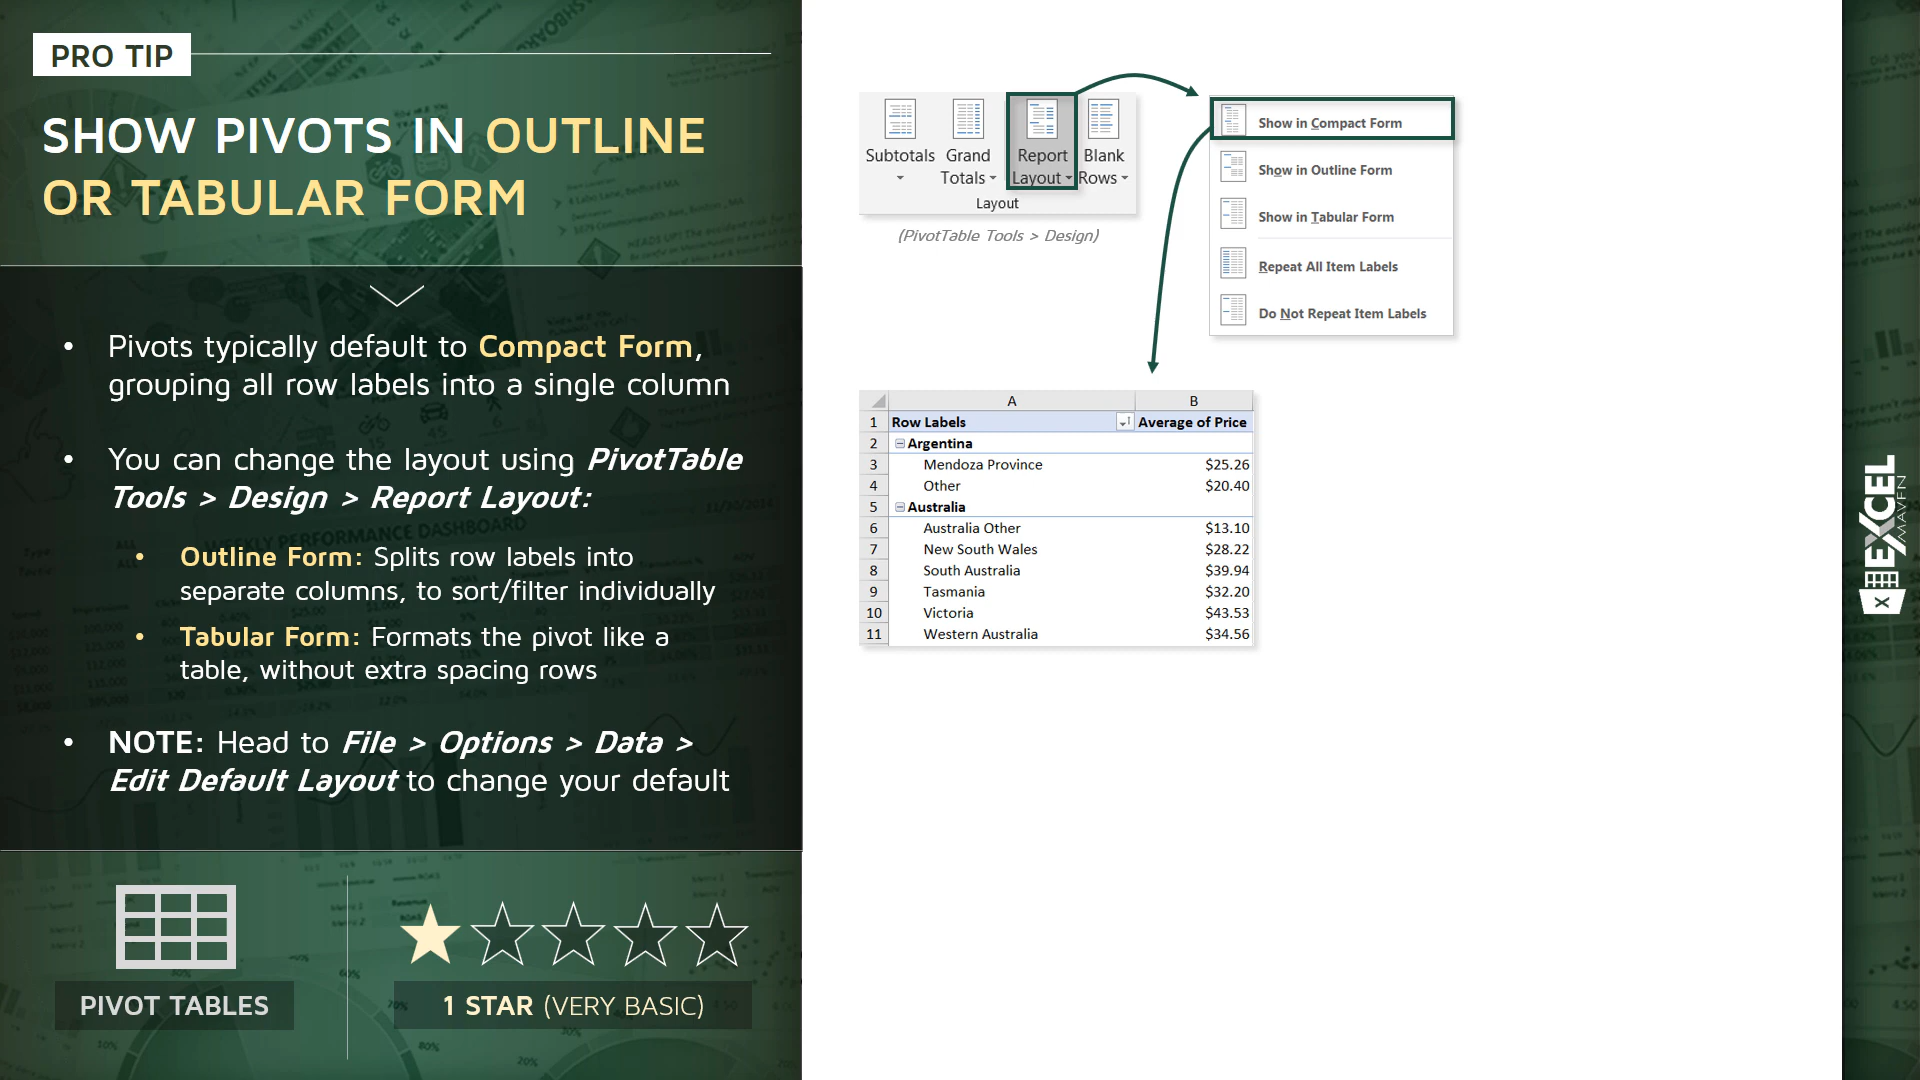 PRO TIP
SHOW PIVOTS IN OUTLINE
OR TABULAR FORM
• Pivots typically default to Compact Form,
grouping all row labels into a single column
• You can change the layout using PivotTable
Tools > Design > Report Layout:
• Outline Form: Splits row labels into
separate columns, to sort/filter individually
• Tabular Form: Formats the pivot like a
table, without extra spacing rows
• NOTE: Head to File > Options > Data >
Edit Default Layout to change your default
PIVOT TABLES
1 STAR (VERY BASIC)
Subtotals
Grand Totals
Report Layout
Blank Rows
Layout
(PivotTable Tools > Design)
Show in Compact Form
Show in Outline Form
Show in Tabular Form
Repeat All Item Labels
Do Not Repeat Item Labels
A B
1 Row Labels Average of Price
2 Argentina
3 Mendoza Province $25.26
4 Other $20.40
5 Australia
6 Australia Other $13.10
7 New South Wales $28.22
8 South Australia $39.94
9 Tasmania $32.20
10 Victoria $43.53
11 Western Australia $34.56
EXCEL
MAVEN
X